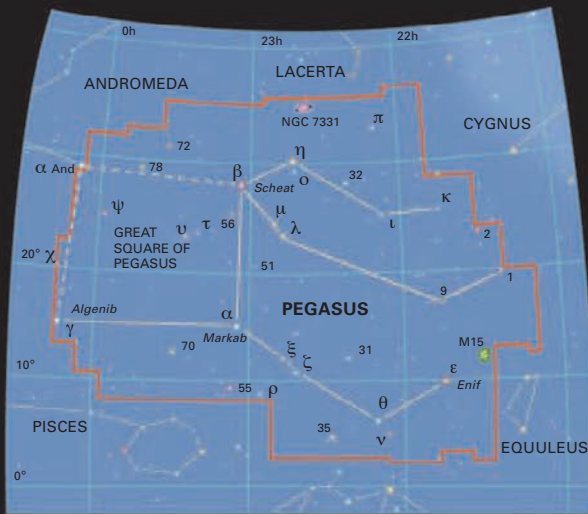 0h
23h
22h
LACERTA
ANDROMEDA
NGC 7331
π
CYGNUS
72
α And
78
β
Scheat
η
ο
32
κ
ψ
ι
GREAT
SQUARE OF
PEGASUS
υ
τ
56
μ
λ
2
20°
χ
51
1
9
PEGASUS
Algenib
γ
α
Markab
M15
70
ξ
ζ
31
ε
Enif
10°
55
ρ
θ
ν
35
PISCES
EQUULEUS
0°